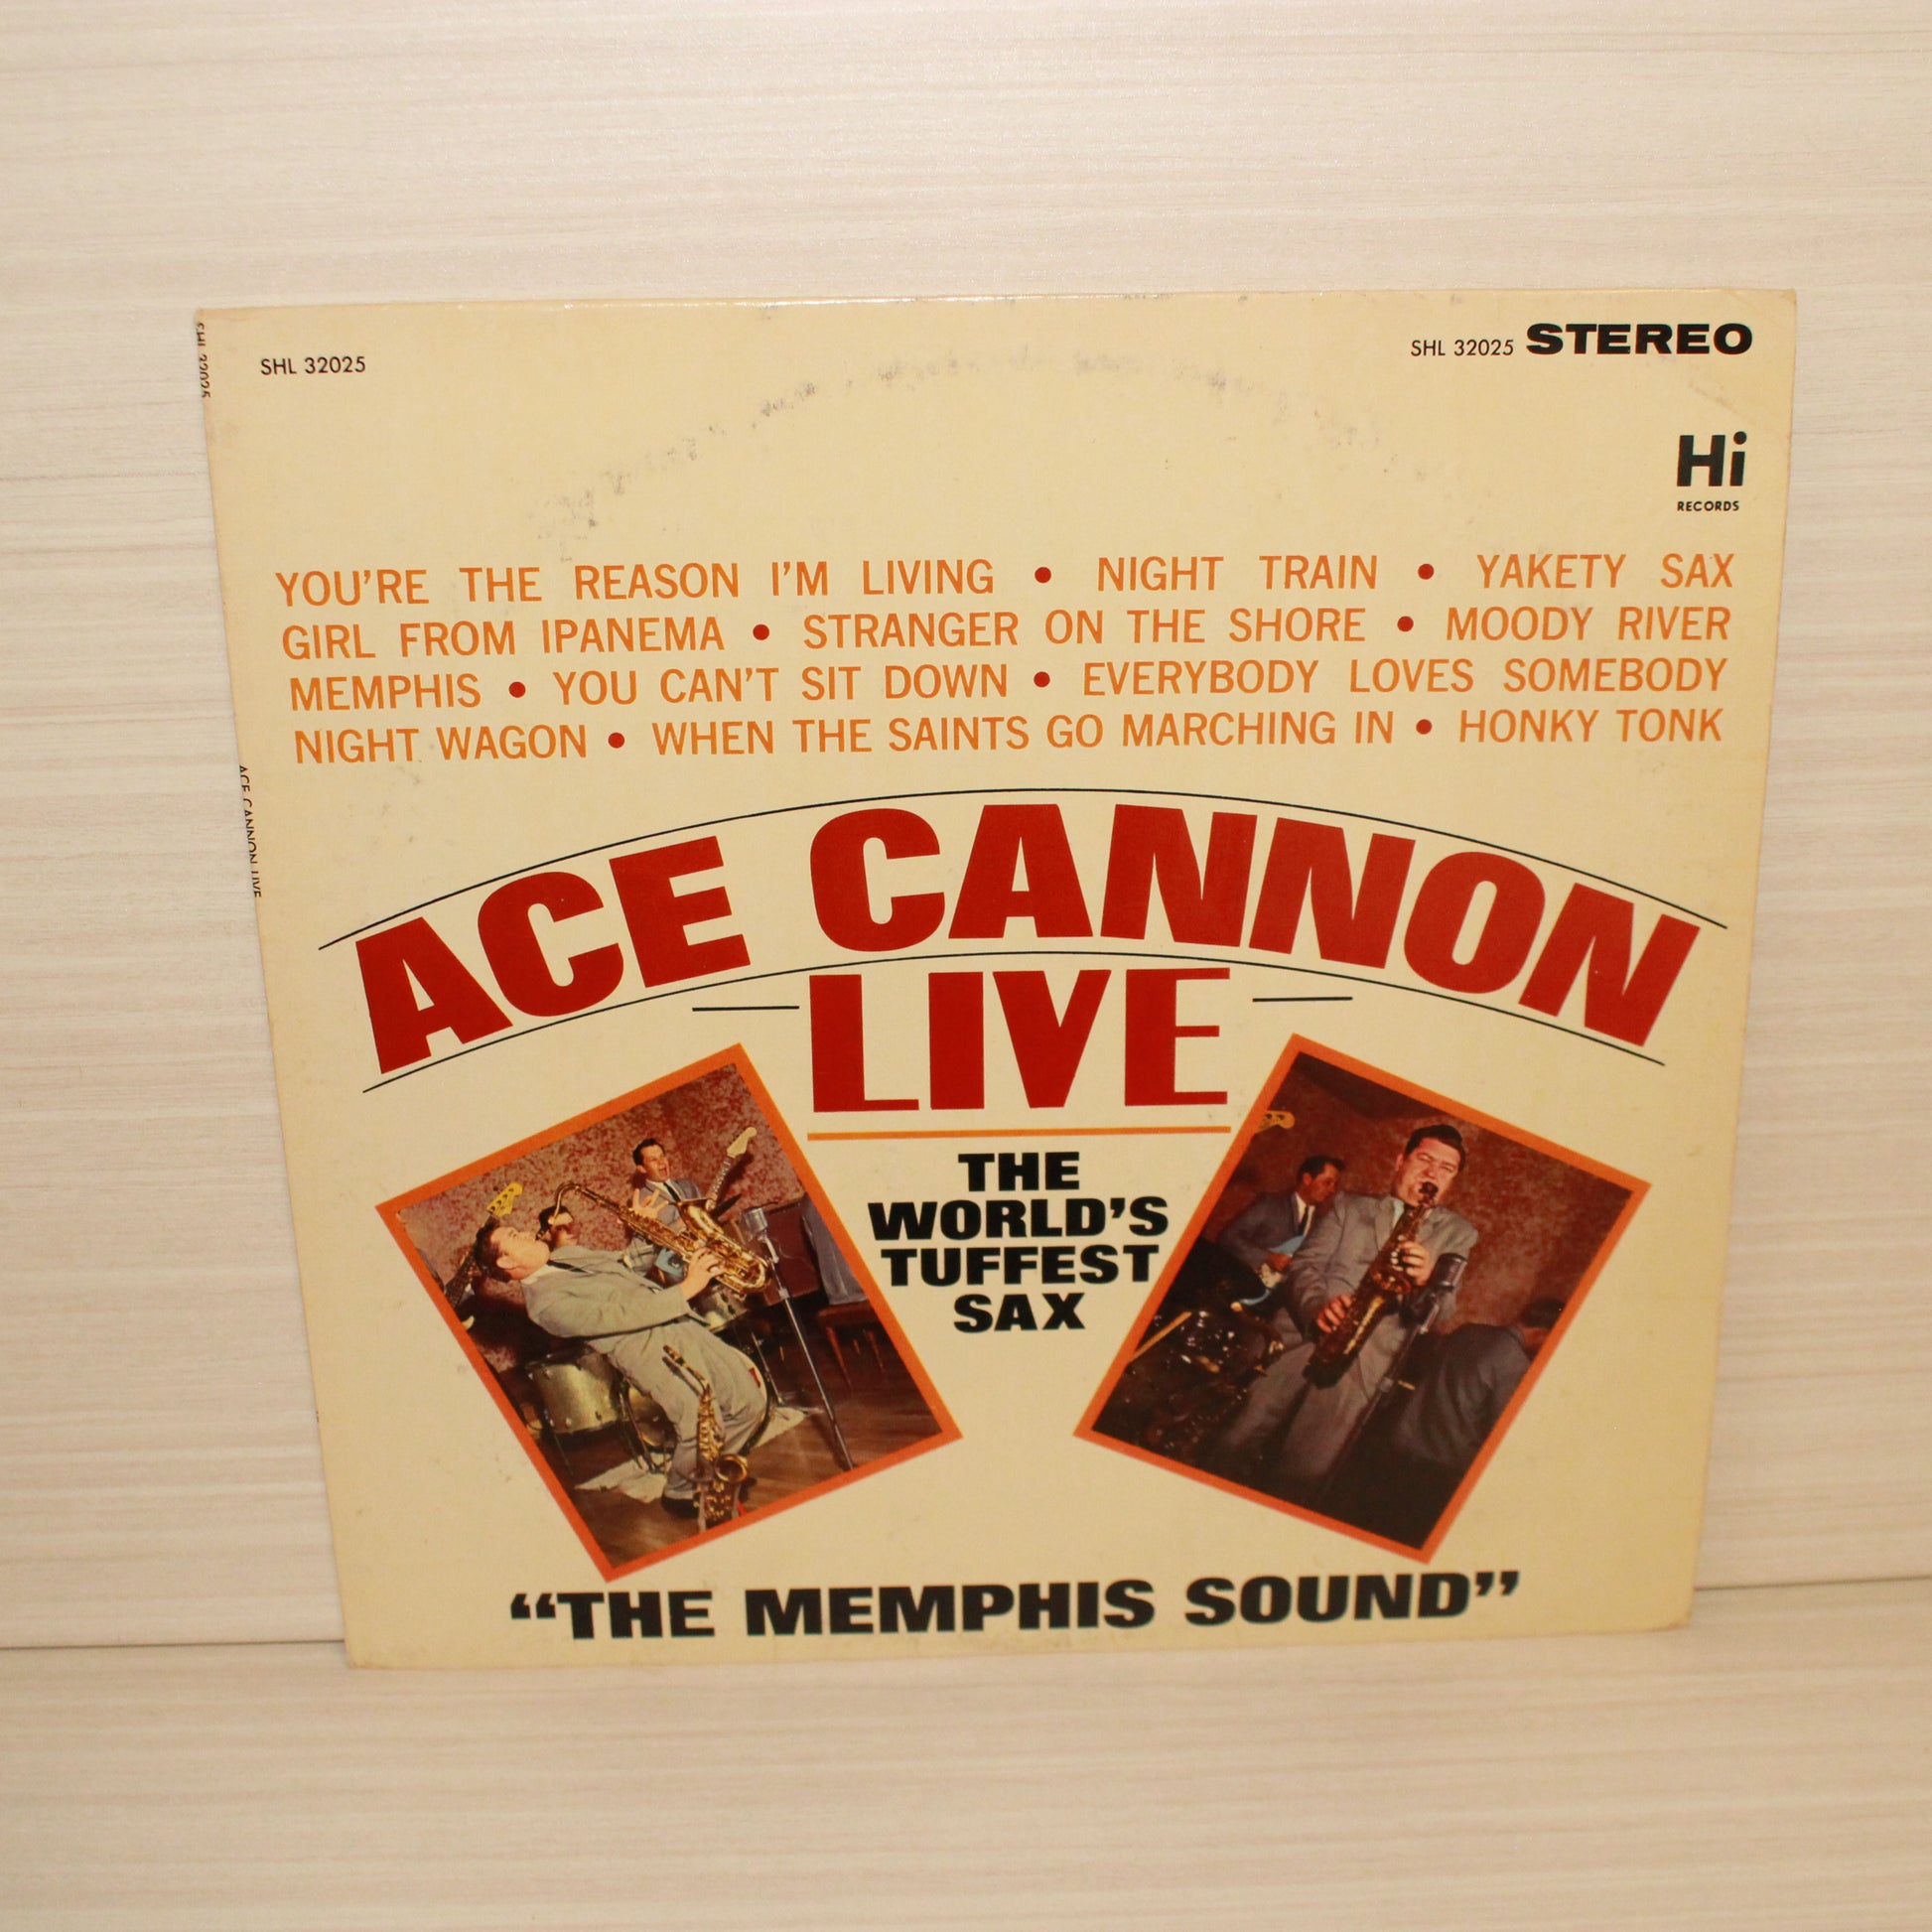 SHL 32025
SHL 32025
SHL 32025 STEREO
Hi
RECORDS
YOU'RE THE REASON I'M LIVING • NIGHT TRAIN • YAKETY SAX
GIRL FROM IPANEMA • STRANGER ON THE SHORE • MOODY RIVER
MEMPHIS • YOU CAN'T SIT DOWN • EVERYBODY LOVES SOMEBODY
NIGHT WAGON • WHEN THE SAINTS GO MARCHING IN • HONKY TONK
ACE CANNON LIVE
ACE CANNON
LIVE
THE
WORLD'S
TUFFEST
SAX
“THE MEMPHIS SOUND”